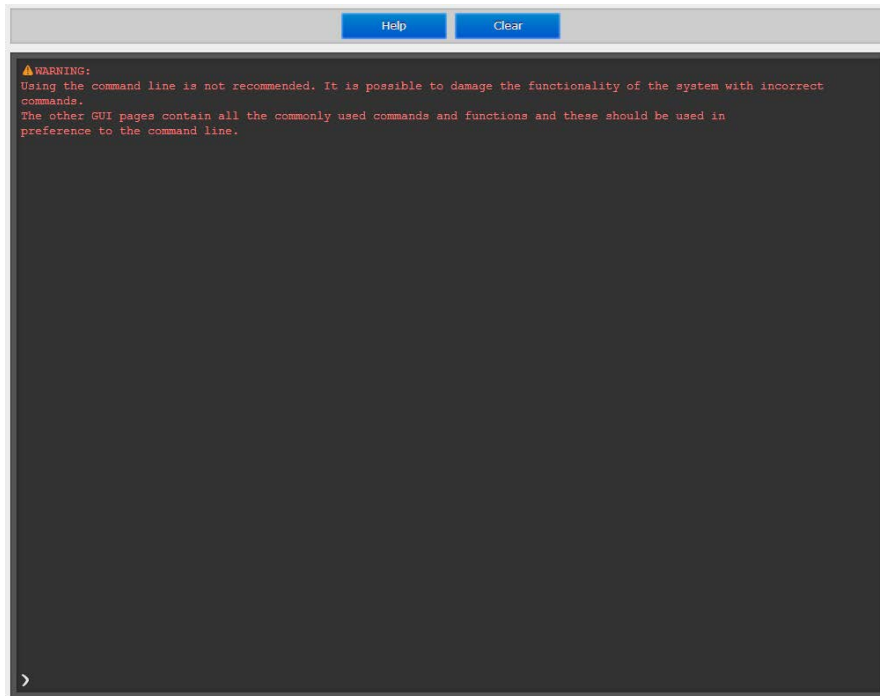 Help
Clear
⚠WARNING:
Using the command line is not recommended. It is possible to damage the functionality of the system with incorrect
commands.
The other GUI pages contain all the commonly used commands and functions and these should be used in
preference to the command line.
❯